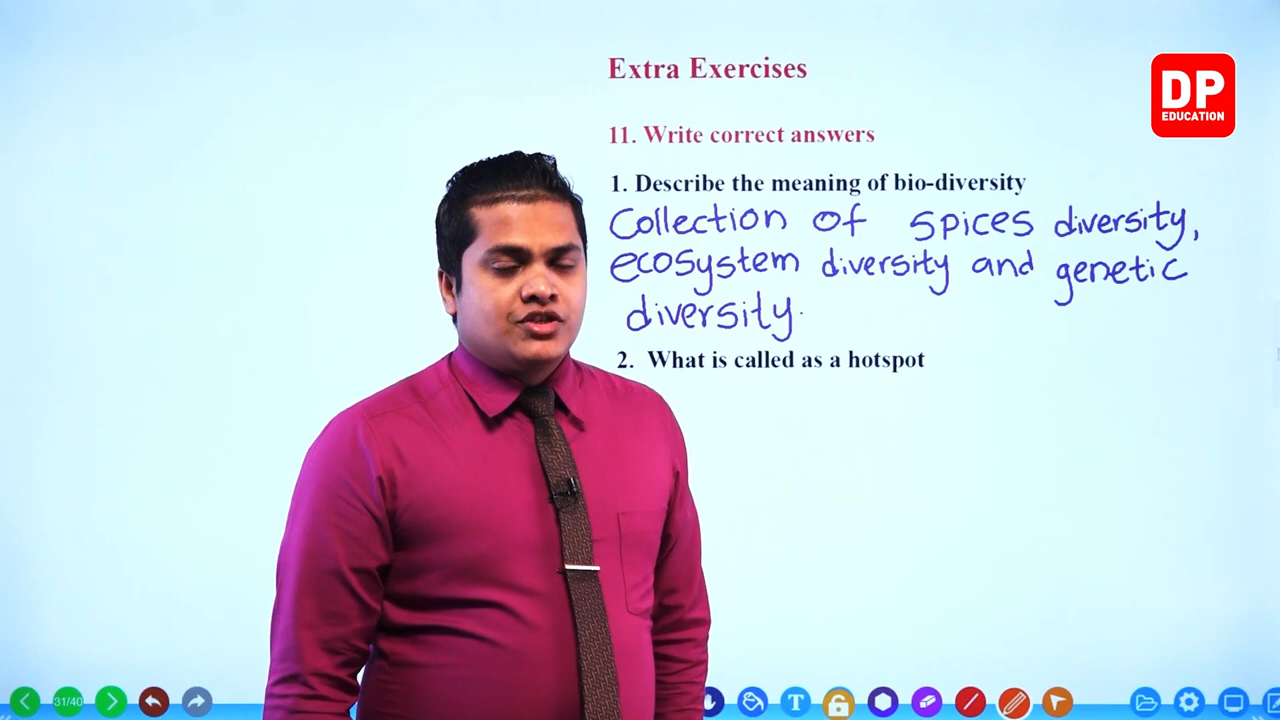 Extra Exercises
DP
EDUCATION
11. Write correct answers
1. Describe the meaning of bio-diversity
Collection of spices diversity,
ecosystem diversity and genetic
diversity.
2. What is called as a hotspot
31/40
T